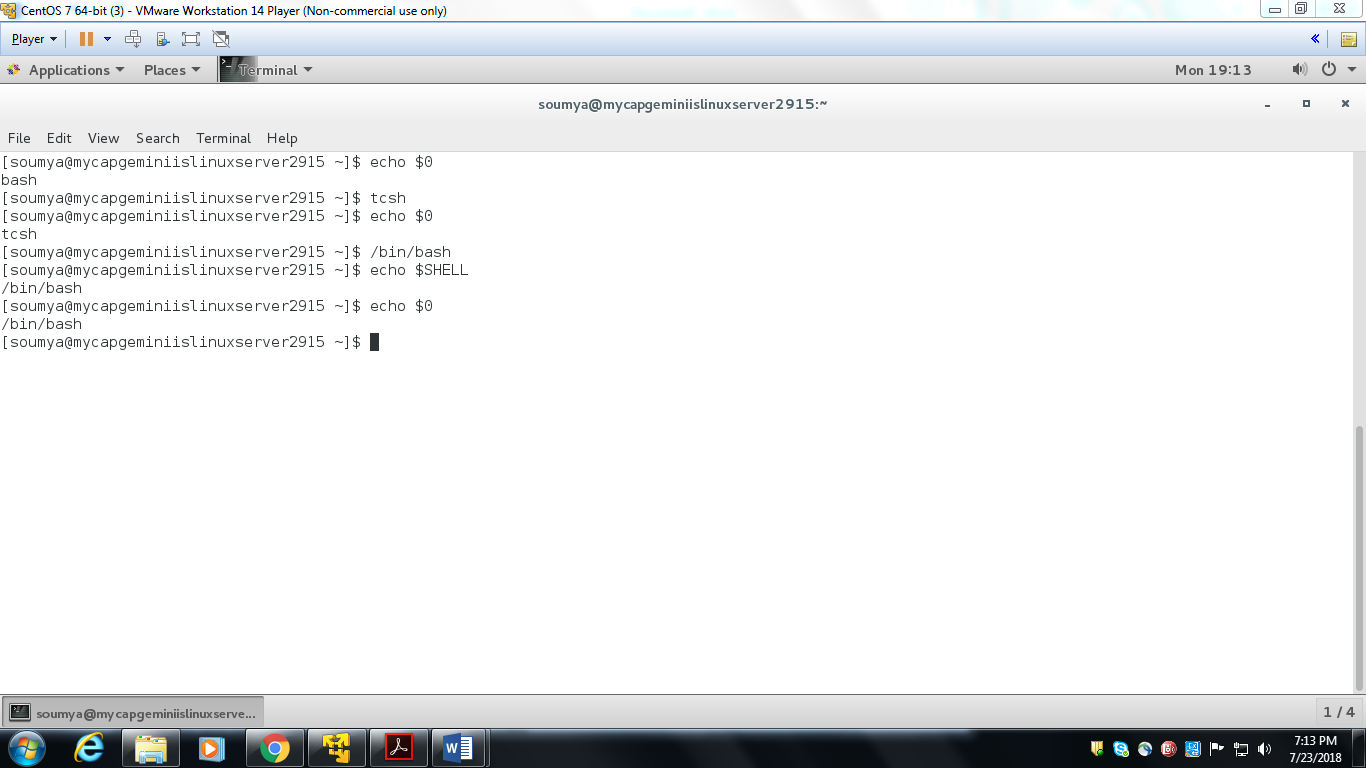 CentOS 7 64-bit (3) - VMware Workstation 14 Player (Non-commercial use only)
Player
Applications Places Terminal Mon 19:13
soumya@mycapgeminiislinuxserver2915:~
File Edit View Search Terminal Help
[soumya@mycapgeminiislinuxserver2915 ~]$ echo $0
bash
[soumya@mycapgeminiislinuxserver2915 ~]$ tcsh
[soumya@mycapgeminiislinuxserver2915 ~]$ echo $0
tcsh
[soumya@mycapgeminiislinuxserver2915 ~]$ /bin/bash
[soumya@mycapgeminiislinuxserver2915 ~]$ echo $SHELL
/bin/bash
[soumya@mycapgeminiislinuxserver2915 ~]$ echo $0
/bin/bash
[soumya@mycapgeminiislinuxserver2915 ~]$
soumya@mycapgeminiislinuxserve... 1 / 4
7:13 PM
7/23/2018